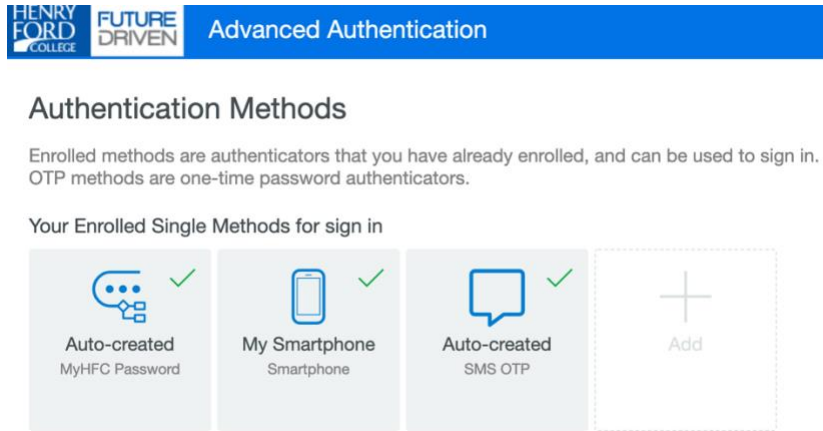 HENRY
FORD
COLLEGE
FUTURE
DRIVEN
Advanced Authentication
Authentication Methods
Enrolled methods are authenticators that you have already enrolled, and can be used to sign in.
OTP methods are one-time password authenticators.
Your Enrolled Single Methods for sign in
Auto-created
MyHFC Password
My Smartphone
Smartphone
Auto-created
SMS OTP
Add